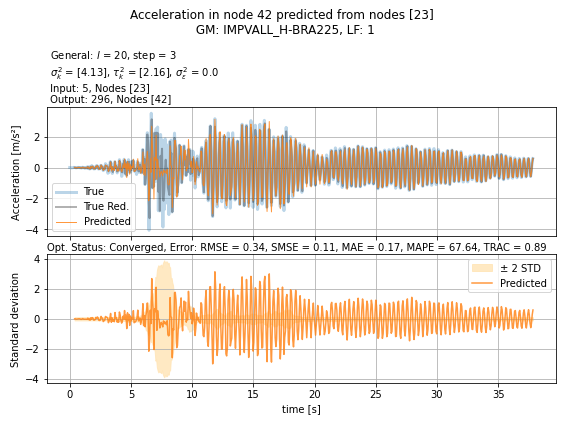 Acceleration in node 42 predicted from nodes [23]
GM: IMPVALL_H-BRA225, LF: 1
General: l = 20, step = 3
σ²ₖ = [4.13], τ²ₖ = [2.16], σ²ε = 0.0
Input: 5, Nodes [23]
Output: 296, Nodes [42]
Acceleration [m/s²]
2
0
−2
−4
True
True Red.
Predicted
Opt. Status: Converged, Error: RMSE = 0.34, SMSE = 0.11, MAE = 0.17, MAPE = 67.64, TRAC = 0.89
Standard deviation
4
2
0
−2
−4
± 2 STD
Predicted
0 5 10 15 20 25 30 35
time [s]